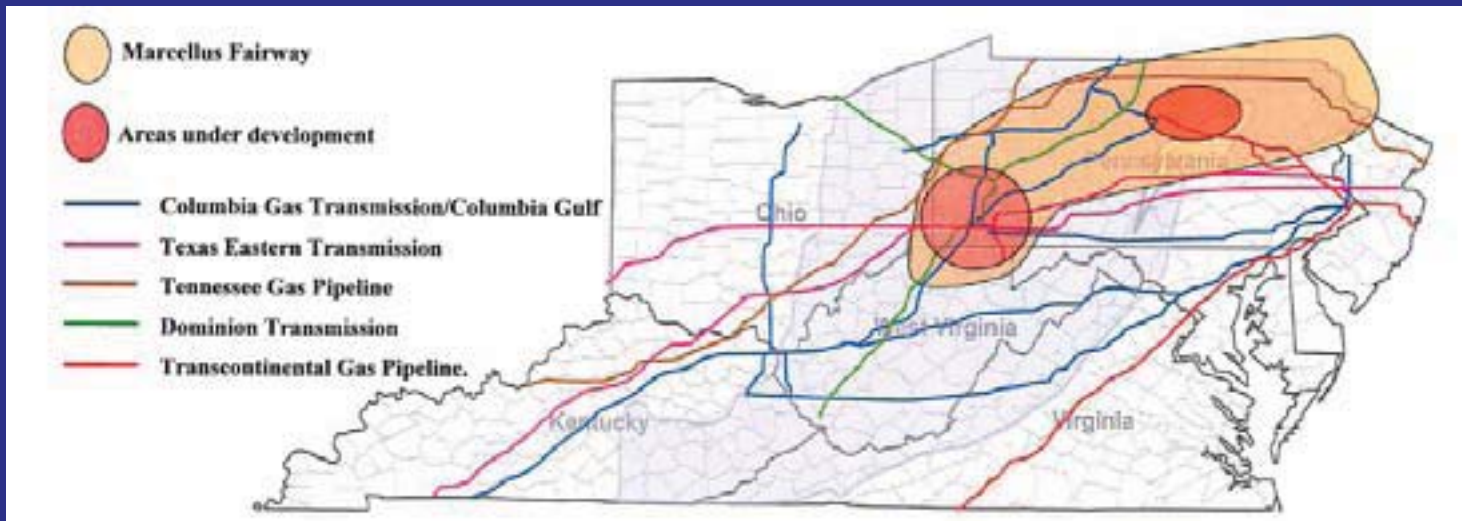 Marcellus Fairway
Areas under development
Columbia Gas Transmission/Columbia Gulf
Texas Eastern Transmission
Tennessee Gas Pipeline
Dominion Transmission
Transcontinental Gas Pipeline.
Pennsylvania
Ohio
West Virginia
Kentucky
Virginia